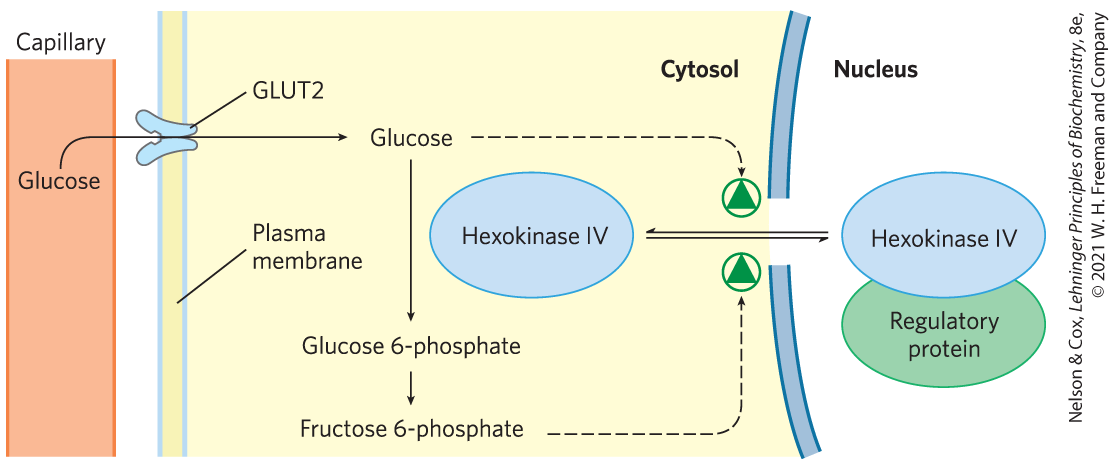 Capillary
Glucose
GLUT2
Plasma
membrane
Glucose
Glucose 6-phosphate
Fructose 6-phosphate
Hexokinase IV
Cytosol
Nucleus
Hexokinase IV
Regulatory
protein
Nelson & Cox, Lehninger Principles of Biochemistry, 8e,
© 2021 W. H. Freeman and Company